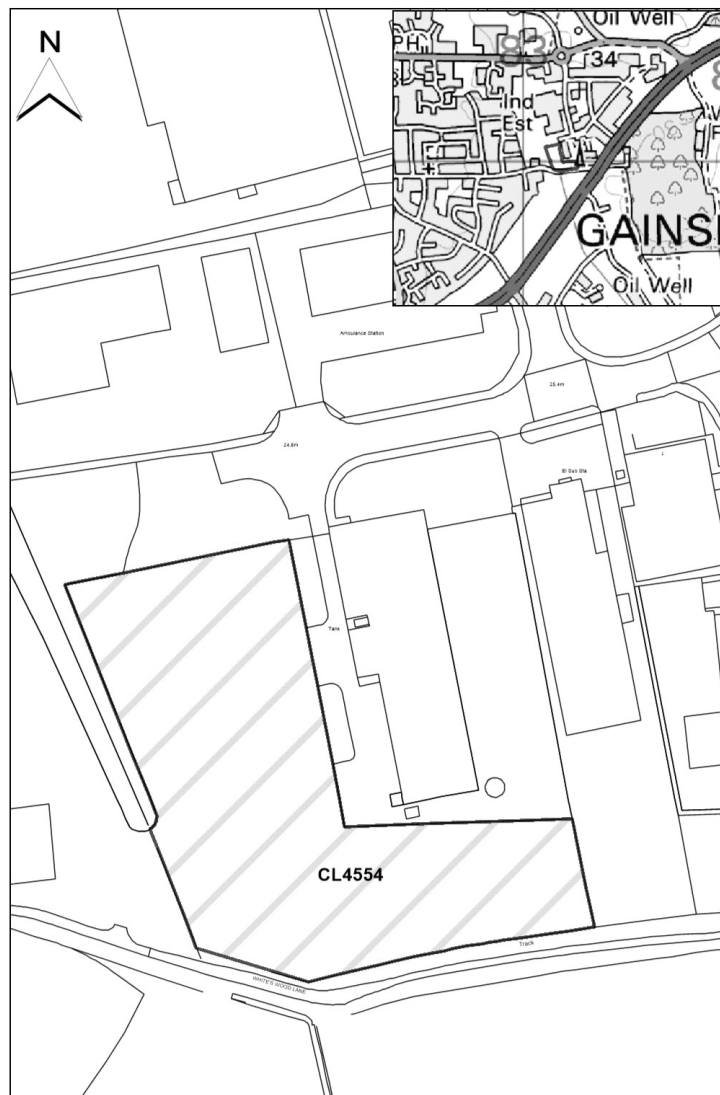 N
Oil Well
PH
83
34
Ind
Est
GAINS
Oil Well
Ambulance Station
25.4m
24.8m
El Sub Sta
Tank
CL4554
Track
WHITE'S WOOD LANE